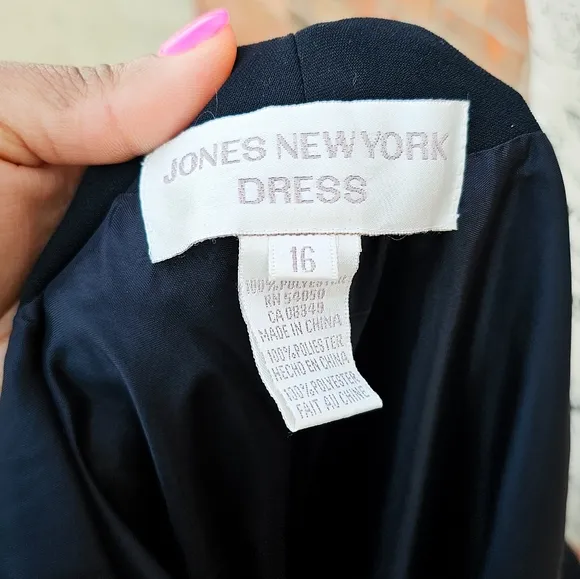 JONES NEW YORK
DRESS
16
100% POLYESTER
RN 54050
CA 08349
MADE IN CHINA
100% POLIESTER
HECHO EN CHINA
100% POLYESTER
FAIT AU CHINE